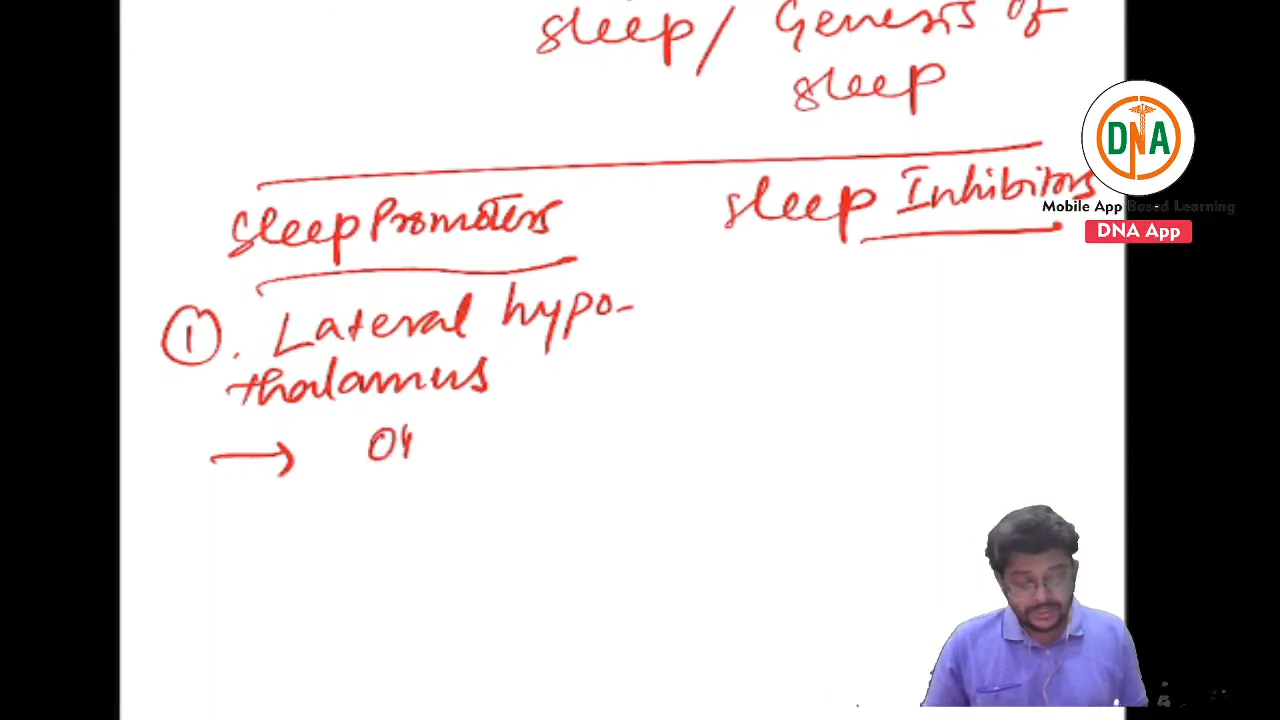 sleep / Genesis of
sleep
Sleep Promoters
sleep Inhibitors
① . Lateral hypo-
thalamus
→ Or
DNA
Mobile App Based Learning
DNA App